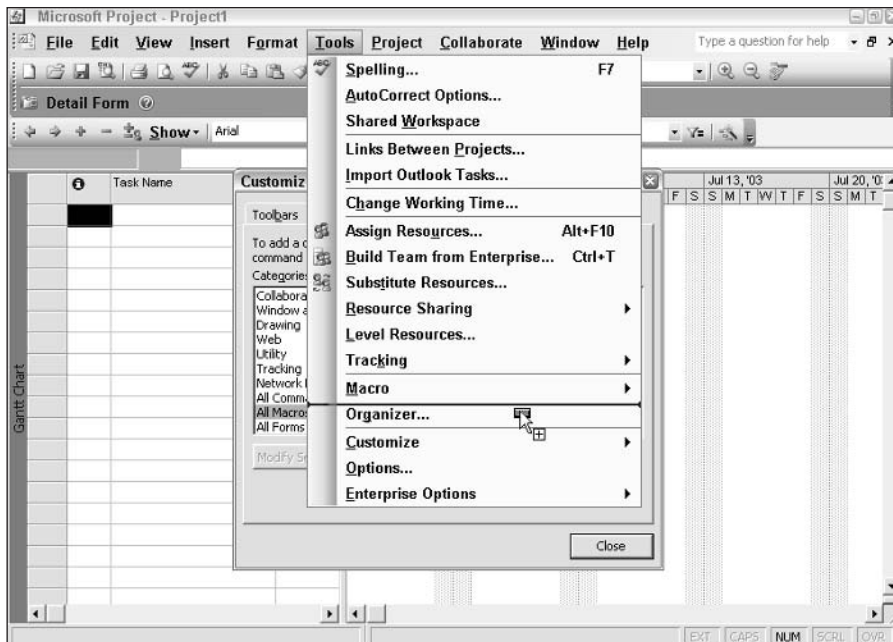 Microsoft Project - Project1
File Edit View Insert Format Tools Project Collaborate Window Help Type a question for help
Detail Form
Show Arial
Task Name
Jul 13, '03 Jul 20, '0
F S S M T W T F S S M T
Gantt Chart
Customiz
Toolbars
To add a c
command
Categorie
Collabora
Window a
Drawing
Web
Utility
Tracking
Network
All Comm
All Macro
All Forms
Modify Se
Close
Spelling... F7
AutoCorrect Options...
Shared Workspace
Links Between Projects...
Import Outlook Tasks...
Change Working Time...
Assign Resources... Alt+F10
Build Team from Enterprise... Ctrl+T
Substitute Resources...
Resource Sharing
Level Resources...
Tracking
Macro
Organizer...
Customize
Options...
Enterprise Options
EXT CAPS NUM SCRL OVR